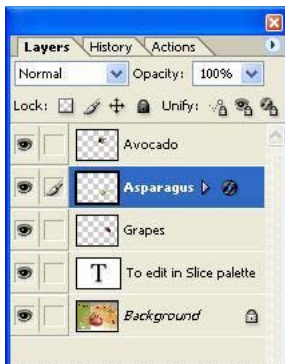 Layers History Actions
Normal Opacity: 100%
Lock: Unify:
Avocado
Asparagus
Grapes
T To edit in Slice palette
Background